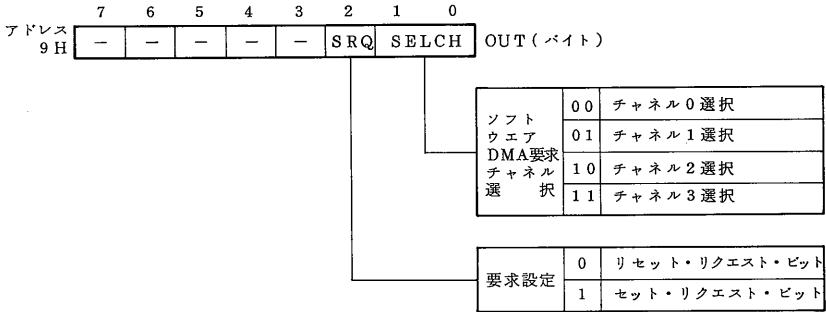 7 6 5 4 3 2 1 0
アドレス
9H
－ － － － － SRQ SELCH OUT(バイト)
ソフト
ウエア
DMA要求
チャネル
選 択
00 チャネル0選択
01 チャネル1選択
10 チャネル2選択
11 チャネル3選択
要求設定
0 リセット・リクエスト・ビット
1 セット・リクエスト・ビット